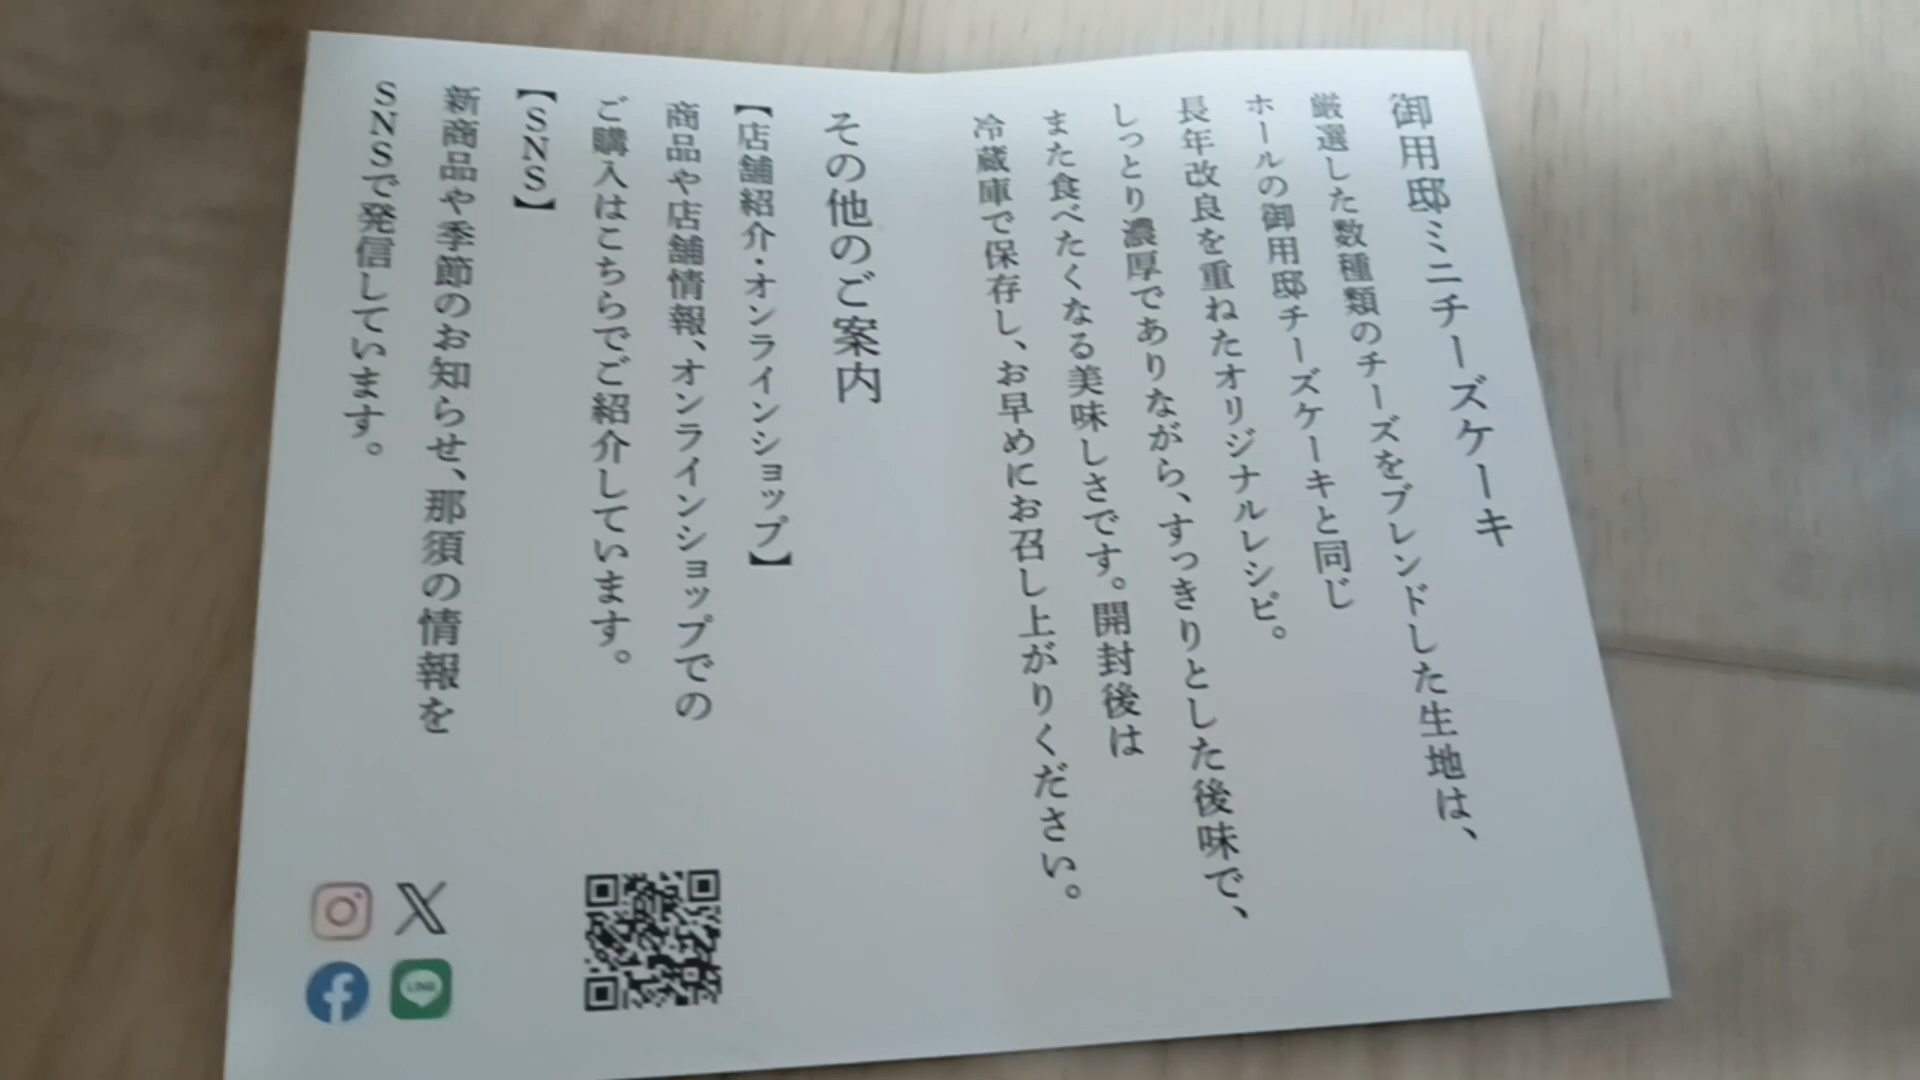 御用邸ミニチーズケーキ
厳選した数種類のチーズをブレンドした生地は、
ホールの御用邸チーズケーキと同じ
長年改良を重ねたオリジナルレシピ。
しっとり濃厚でありながら、すっきりとした後味で、
また食べたくなる美味しさです。開封後は
冷蔵庫で保存し、お早めにお召し上がりください。
その他のご案内
【店舗紹介・オンラインショップ】
商品や店舗情報、オンラインショップでの
ご購入はこちらでご紹介しています。
【SNS】
新商品や季節のお知らせ、那須の情報を
SNSで発信しています。
LINE